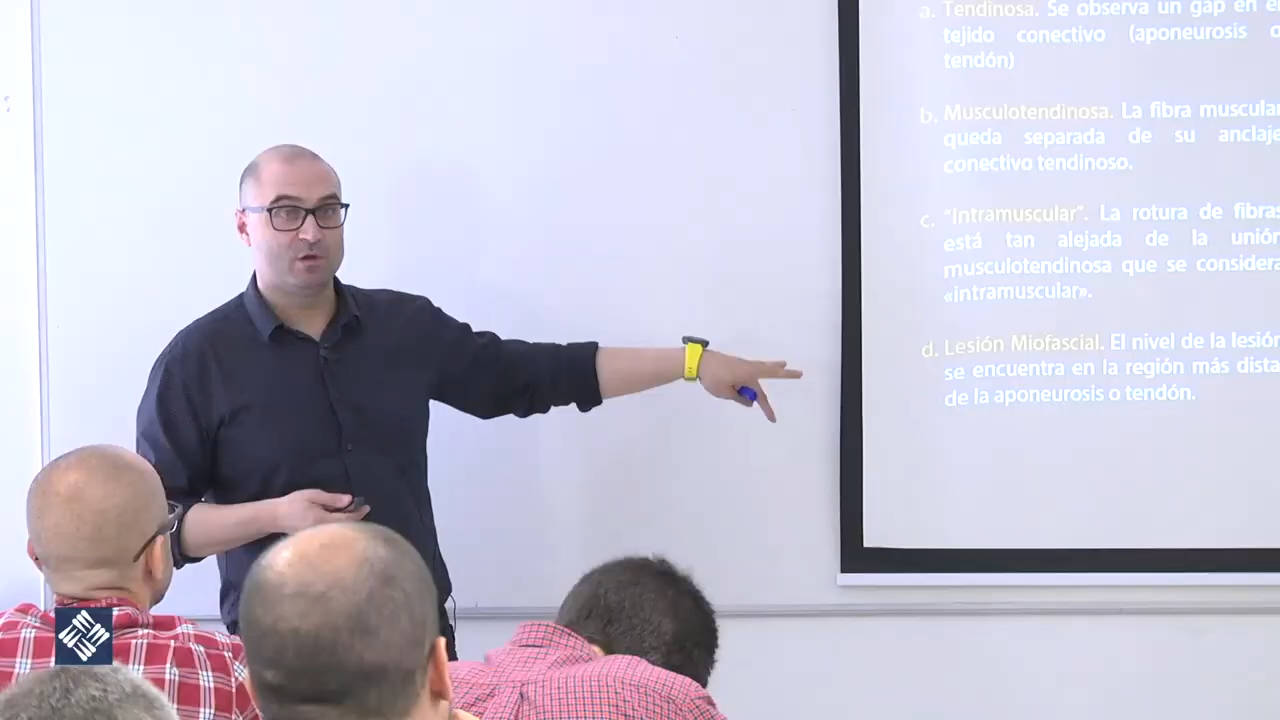 a. Tendinosa. Se observa un gap en el
tejido conectivo (aponeurosis o
tendón)
b. Musculotendinosa. La fibra muscular
queda separada de su anclaje
conectivo tendinoso.
c. “Intramuscular”. La rotura de fibras
está tan alejada de la unión
musculotendinosa que se considera
«intramuscular».
d. Lesión Miofascial. El nivel de la lesión
se encuentra en la región más dista
de la aponeurosis o tendón.